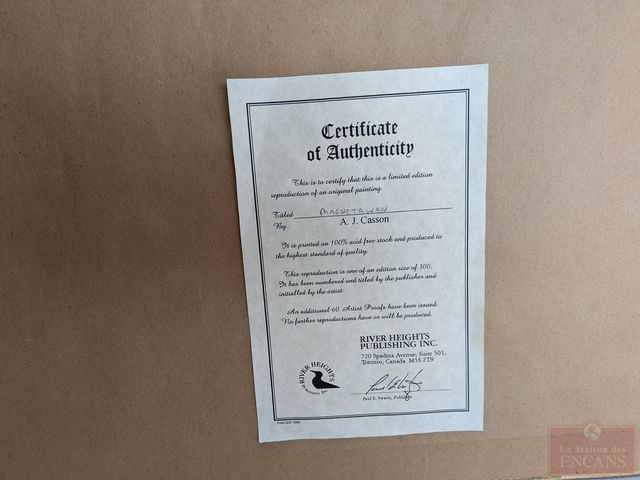 Certificate
of Authenticity
This is to certify that this is a limited edition
reproduction of an original painting.
Titled MAGNETAWAN
By A. J. Casson
It is printed on 100% acid free stock and produced to
the highest standard of quality.
This reproduction is one of an edition size of 300.
It has been numbered and titled by the publisher and
initialled by the artist.
An additional 60 Artist Proofs have been issued.
No further reproductions have or will be produced.
RIVER HEIGHTS
PUBLISHING INC.
720 Spadina Avenue, Suite 501,
Toronto, Canada M5S 2T9
RIVER HEIGHTS
Paul E. Swartz, Publisher
La Maison des
ENCANS